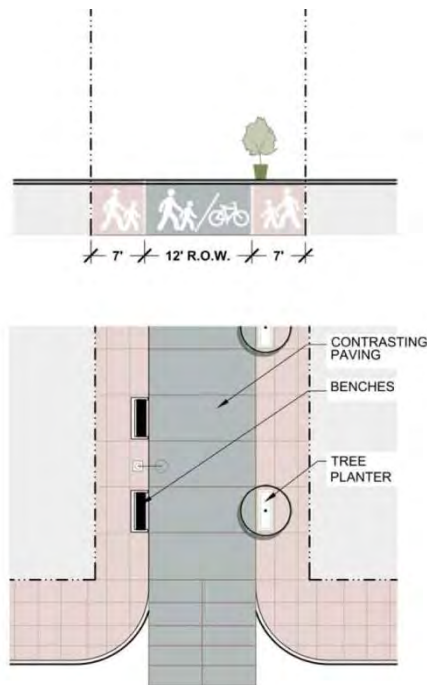 7' 12' R.O.W. 7'
CONTRASTING
PAVING
BENCHES
TREE
PLANTER